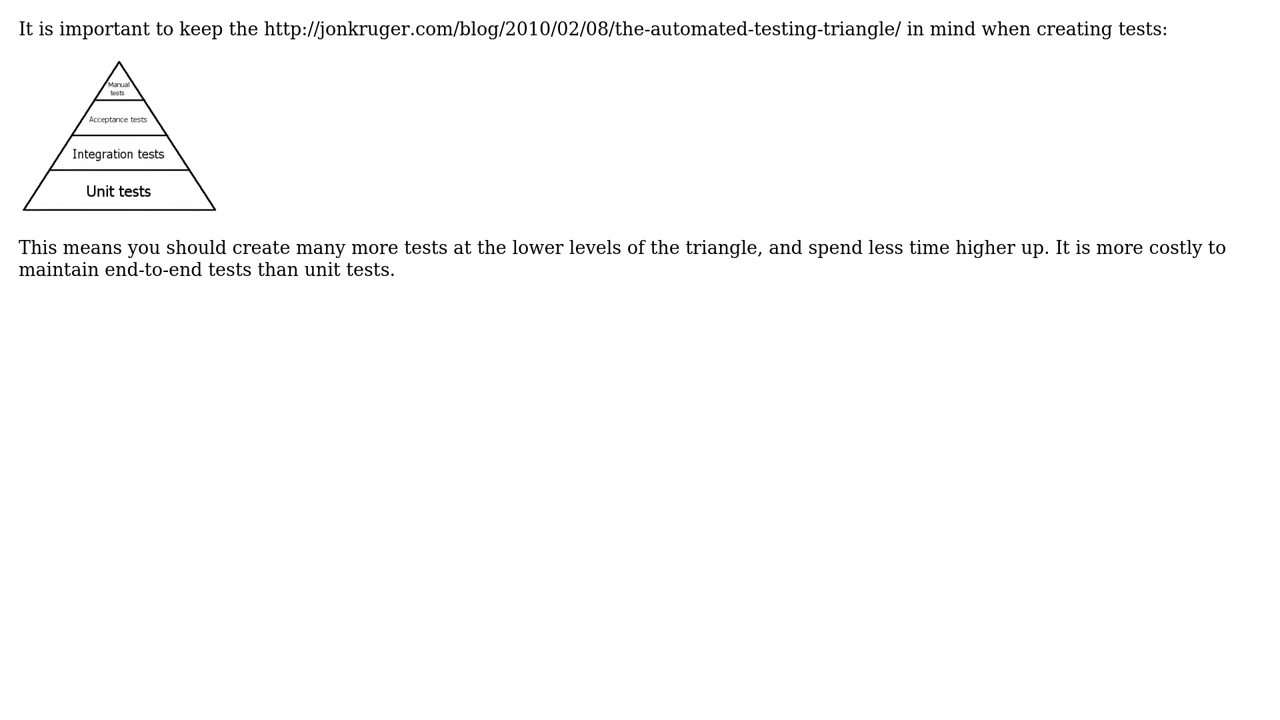 It is important to keep the http://jonkruger.com/blog/2010/02/08/the-automated-testing-triangle/ in mind when creating tests:
Manual
tests
Acceptance tests
Integration tests
Unit tests
This means you should create many more tests at the lower levels of the triangle, and spend less time higher up. It is more costly to
maintain end-to-end tests than unit tests.